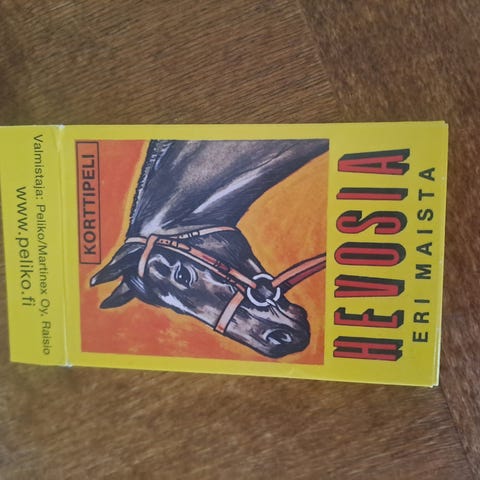 HEVOSIA
ERI MAISTA
KORTTIPELI
Valmistaja: Peliko/Martinex Oy, Raisio
www.peliko.fi